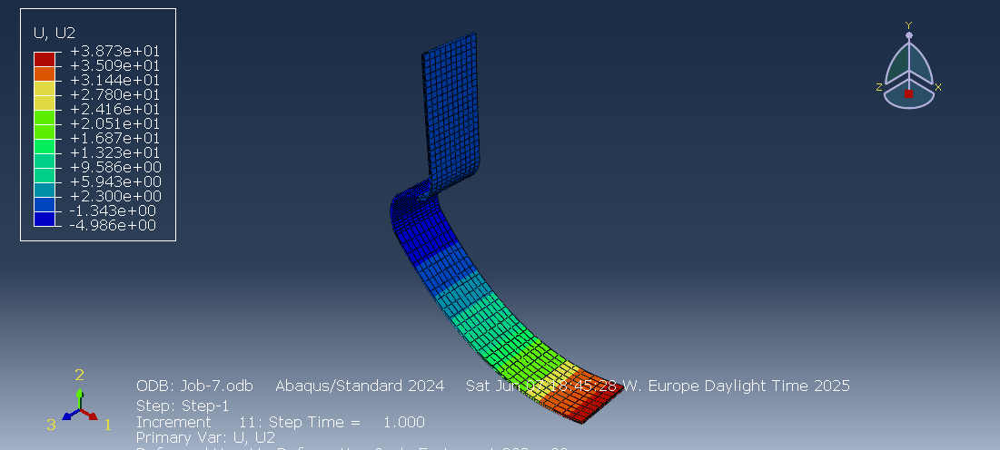 U, U2
+3.873e+01
+3.509e+01
+3.144e+01
+2.780e+01
+2.416e+01
+2.051e+01
+1.687e+01
+1.323e+01
+9.586e+00
+5.943e+00
+2.300e+00
-1.343e+00
-4.986e+00
Y
Z X
2
3 1
ODB: Job-7.odb Abaqus/Standard 2024 Sat Jun 18:45:28 W. Europe Daylight Time 2025
Step: Step-1
Increment 11: Step Time = 1.000
Primary Var: U, U2